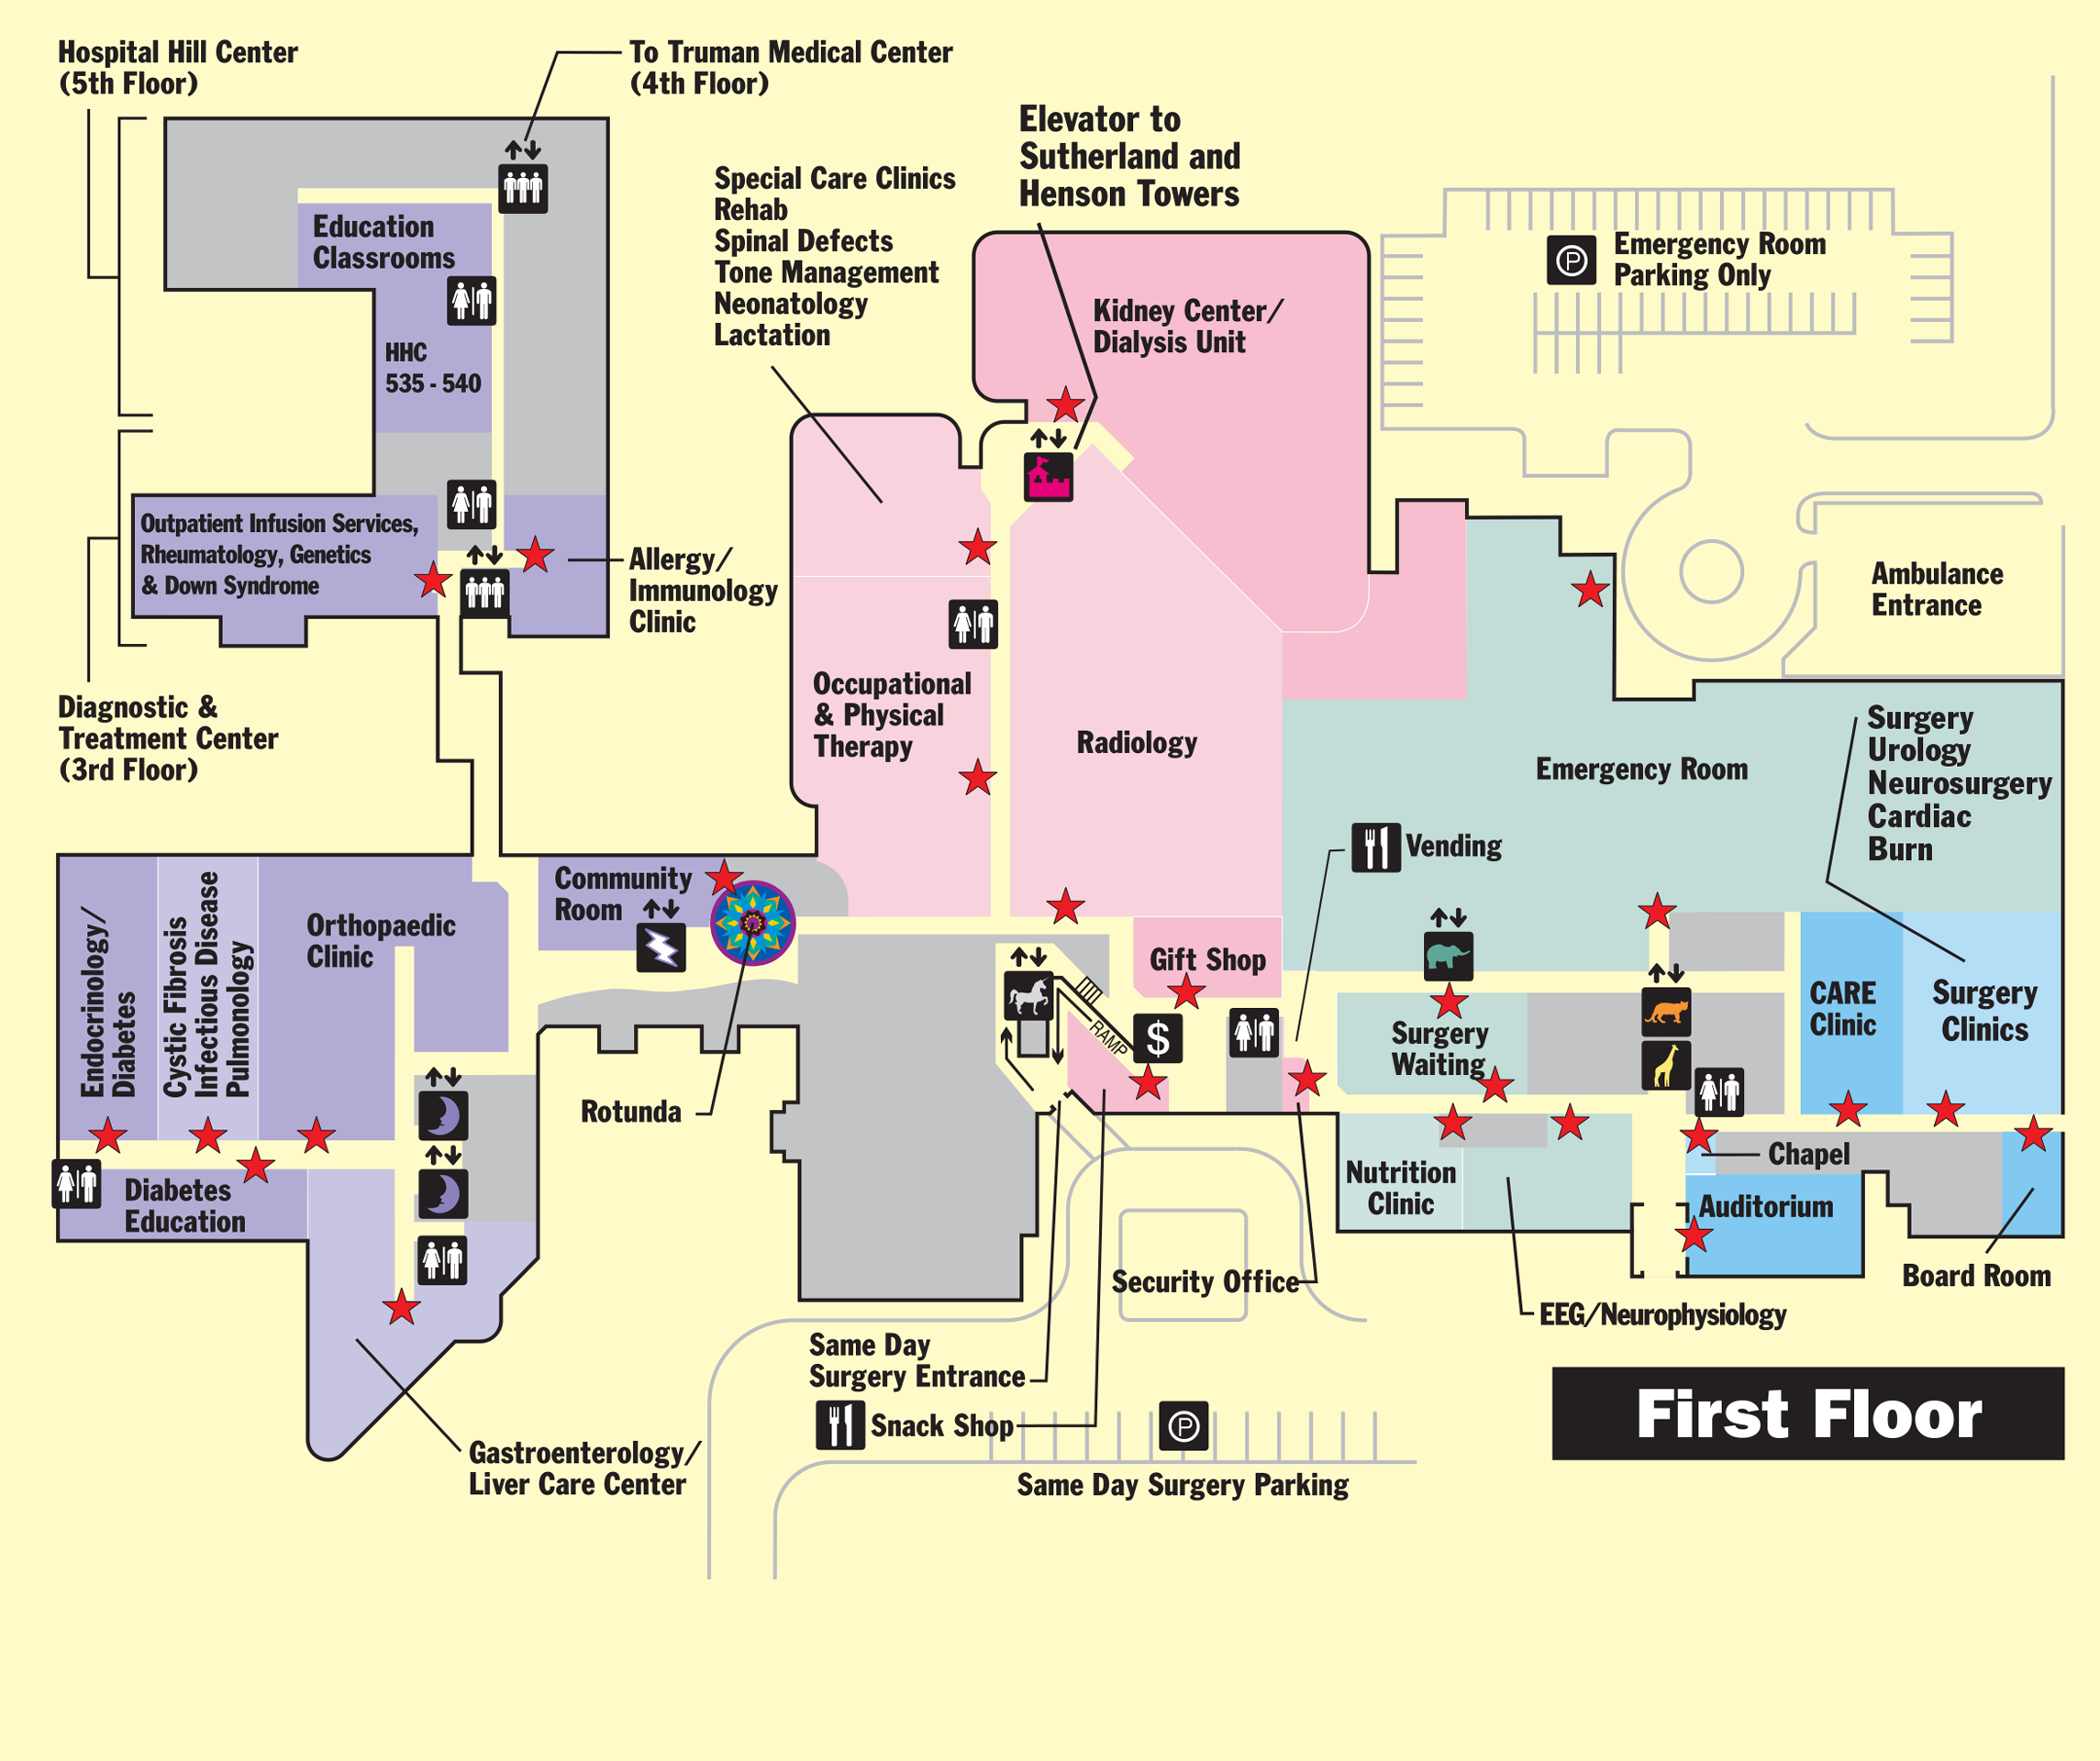 Hospital Hill Center
(5th Floor)
To Truman Medical Center
(4th Floor)
Elevator to
Sutherland and
Henson Towers
Special Care Clinics
Rehab
Spinal Defects
Tone Management
Neonatology
Lactation
Education
Classrooms
HHC
535 - 540
Kidney Center/
Dialysis Unit
P
Emergency Room
Parking Only
Outpatient Infusion Services,
Rheumatology, Genetics
& Down Syndrome
Allergy/
Immunology
Clinic
Ambulance
Entrance
Diagnostic &
Treatment Center
(3rd Floor)
Occupational
& Physical
Therapy
Radiology
Emergency Room
Surgery
Urology
Neurosurgery
Cardiac
Burn
Vending
Endocrinology/
Diabetes
Cystic Fibrosis
Infectious Disease
Pulmonology
Orthopaedic
Clinic
Community
Room
Gift Shop
RAMP
$
Surgery
Waiting
CARE
Clinic
Surgery
Clinics
Rotunda
Chapel
Diabetes
Education
Nutrition
Clinic
Auditorium
Security Office
Board Room
EEG/Neurophysiology
Same Day
Surgery Entrance
Snack Shop
P
Same Day Surgery Parking
Gastroenterology/
Liver Care Center
First Floor